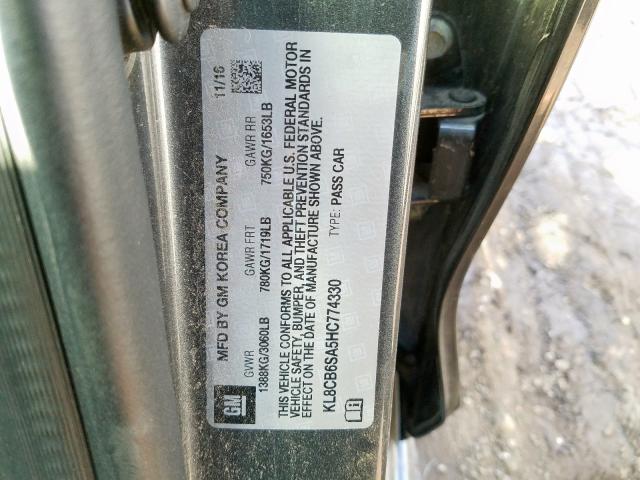 MFD BY GM KOREA COMPANY 11/16
GVWR GAWR FRT GAWR RR
1388KG/3060LB 780KG/1719LB 750KG/1653LB
THIS VEHICLE CONFORMS TO ALL APPLICABLE U.S. FEDERAL MOTOR
VEHICLE SAFETY, BUMPER, AND THEFT PREVENTION STANDARDS IN
EFFECT ON THE DATE OF MANUFACTURE SHOWN ABOVE.
KL8CB6SA5HC774330 TYPE: PASS CAR
GM